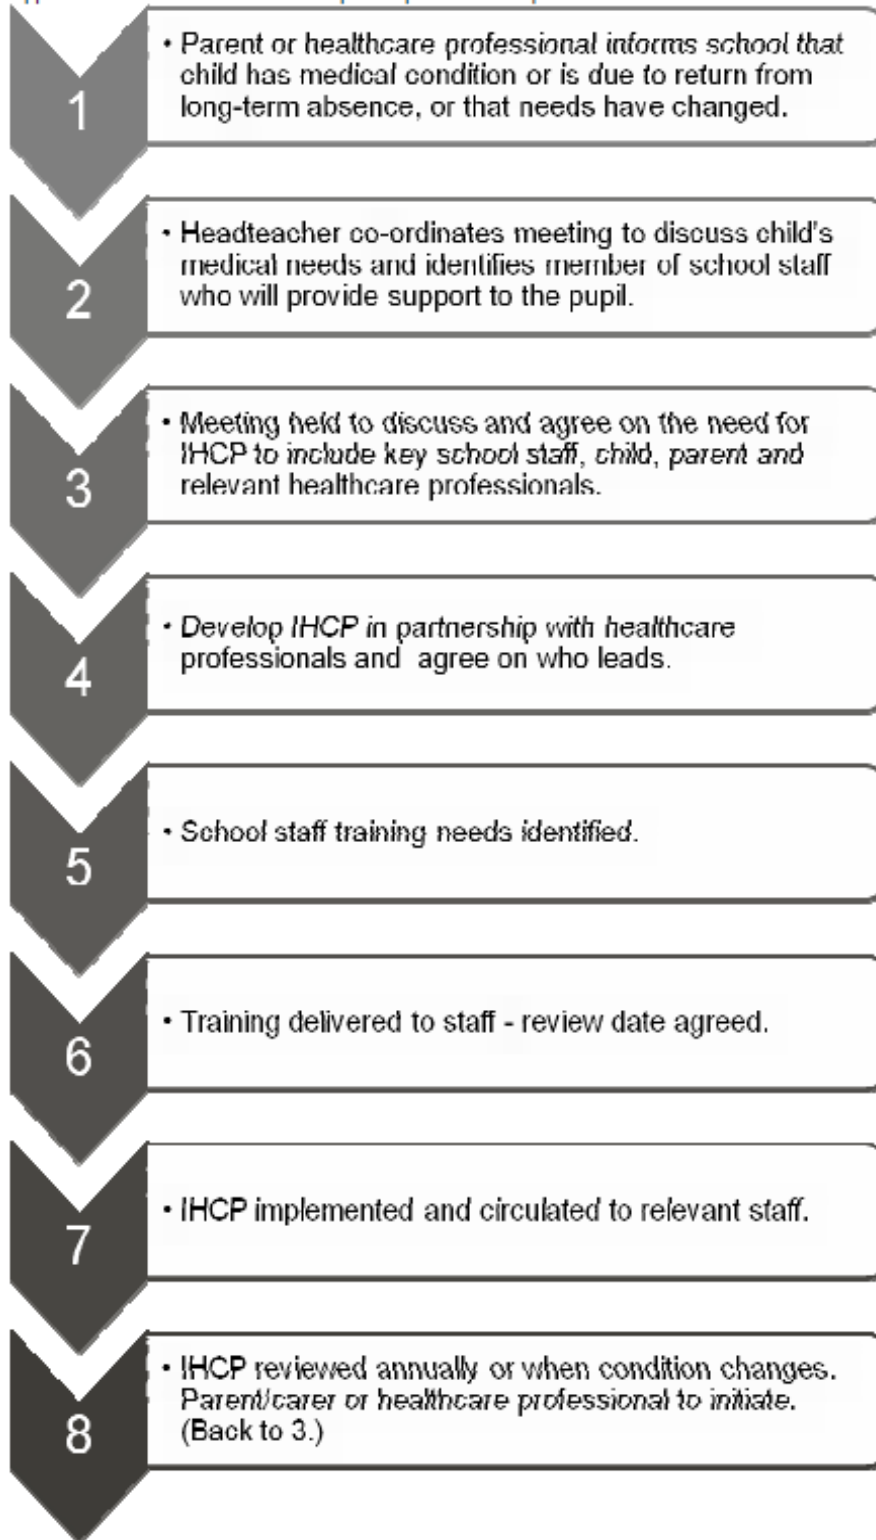 1
• Parent or healthcare professional informs school that
child has medical condition or is due to return from
long-term absence, or that needs have changed.
2
• Headteacher co-ordinates meeting to discuss child's
medical needs and identifies member of school staff
who will provide support to the pupil.
3
• Meeting held to discuss and agree on the need for
IHCP to include key school staff, child, parent and
relevant healthcare professionals.
4
• Develop IHCP in partnership with healthcare
professionals and agree on who leads.
5
• School staff training needs identified.
6
• Training delivered to staff - review date agreed.
7
• IHCP implemented and circulated to relevant staff.
8
• IHCP reviewed annually or when condition changes.
Parent/carer or healthcare professional to initiate.
(Back to 3.)